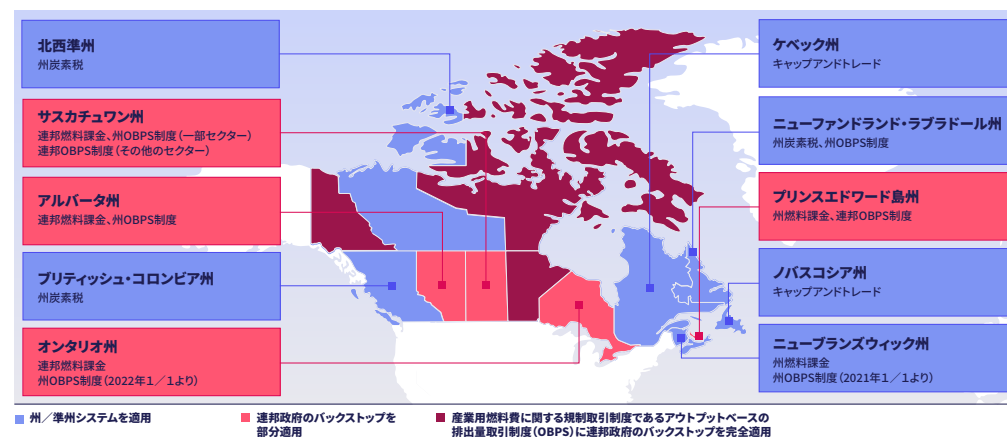 北西準州
州炭素税
サスカチュワン州
連邦燃料課金、州OBPS制度(一部セクター)
連邦OBPS制度(その他のセクター)
アルバータ州
連邦燃料課金、州OBPS制度
ブリティッシュ・コロンビア州
州炭素税
オンタリオ州
連邦燃料課金
州OBPS制度(2022年1/1より)
ケベック州
キャップアンドトレード
ニューファンドランド・ラブラドール州
州炭素税、州OBPS制度
プリンスエドワード島州
州燃料課金、連邦OBPS制度
ノバスコシア州
キャップアンドトレード
ニューブランズウィック州
州燃料課金
州OBPS制度(2021年1/1より)
州/準州システムを適用
連邦政府のバックストップを
部分適用
産業用燃料費に関する規制取引制度であるアウトプットベースの
排出量取引制度(OBPS)に連邦政府のバックストップを完全適用